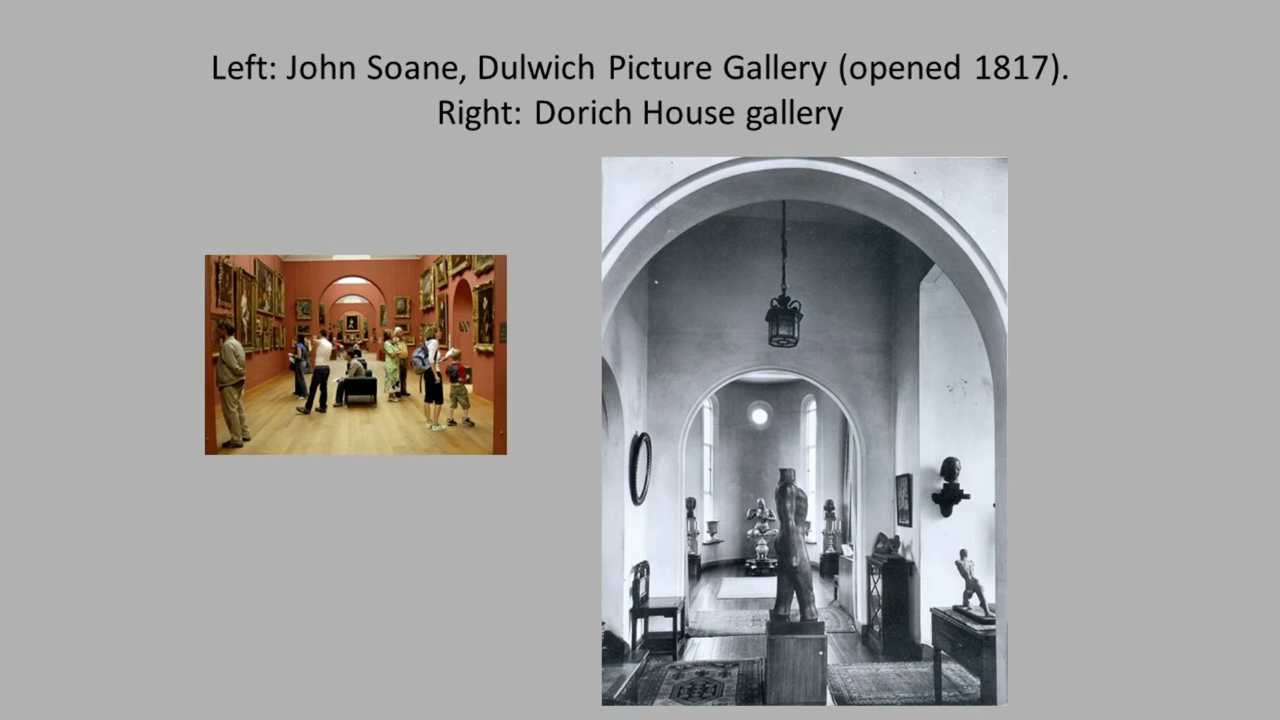 Left: John Soane, Dulwich Picture Gallery (opened 1817).
Right: Dorich House gallery